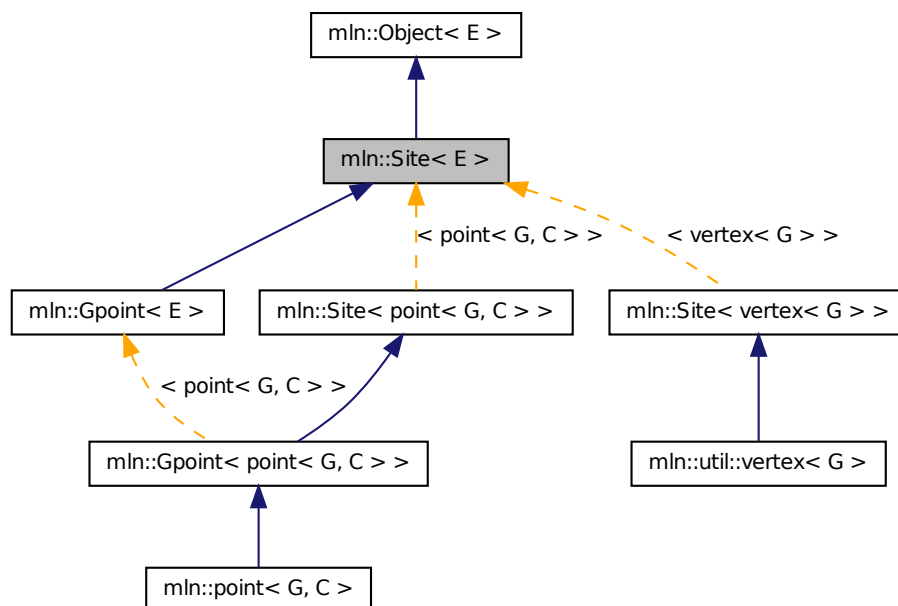 mln::Object< E >
mln::Site< E >
< point< G, C > >
< vertex< G > >
mln::Gpoint< E >
mln::Site< point< G, C > >
mln::Site< vertex< G > >
< point< G, C > >
mln::Gpoint< point< G, C > >
mln::util::vertex< G >
mln::point< G, C >